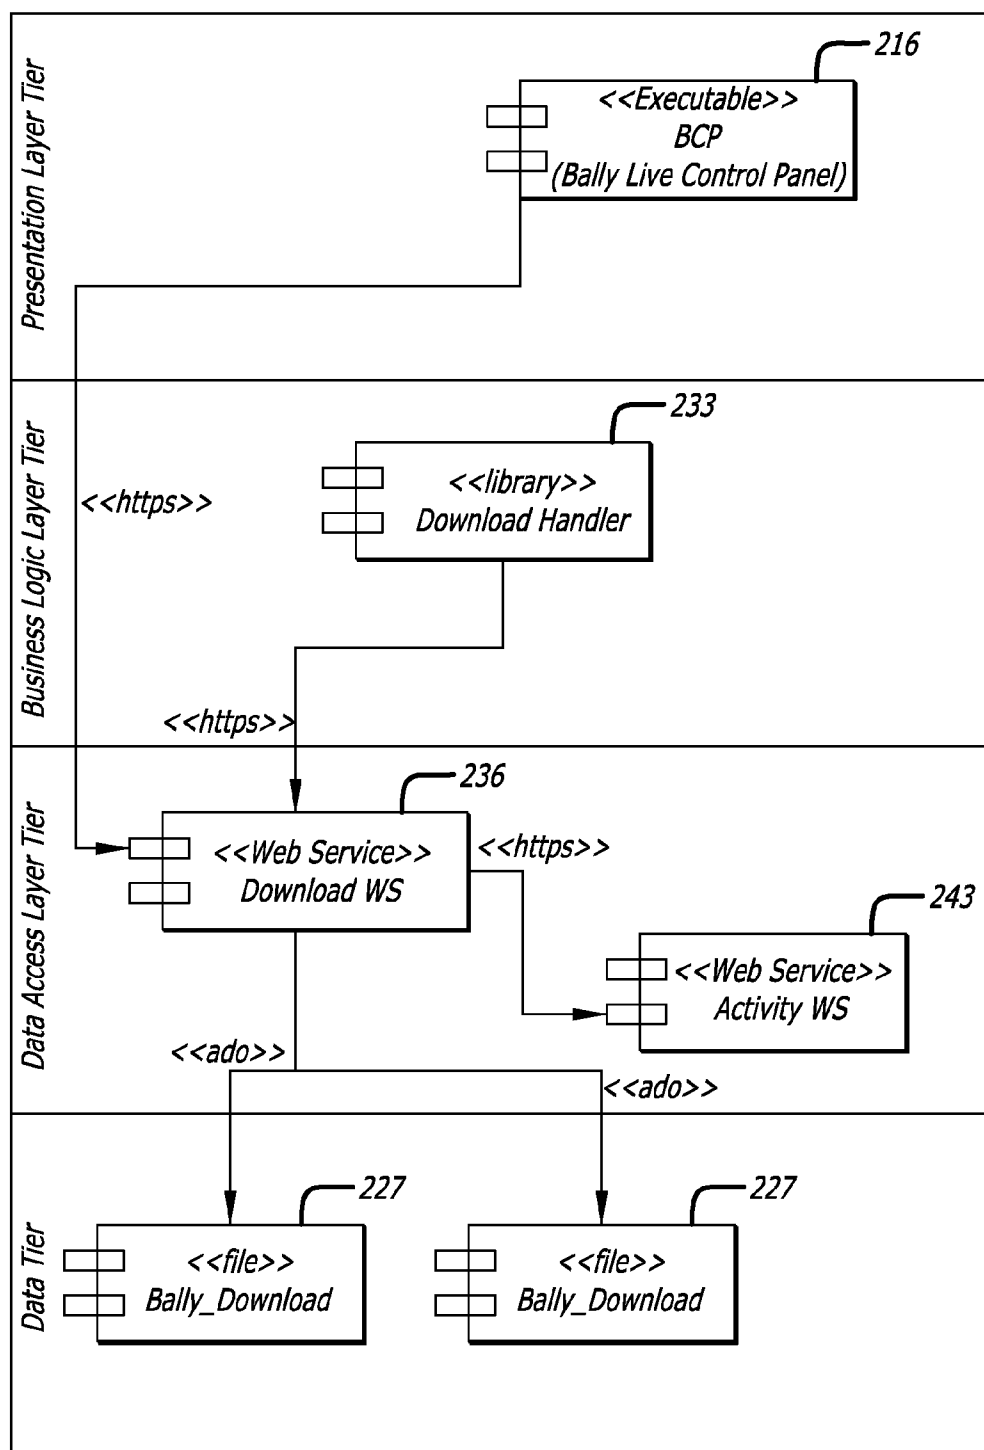 Presentation Layer Tier
216
<<Executable>>
BCP
(Bally Live Control Panel)
Business Logic Layer Tier
233
<<library>>
Download Handler
<<https>>
<<https>>
Data Access Layer Tier
236
<<Web Service>>
Download WS
<<https>>
243
<<Web Service>>
Activity WS
<<ado>>
<<ado>>
Data Tier
227
<<file>>
Bally_Download
227
<<file>>
Bally_Download